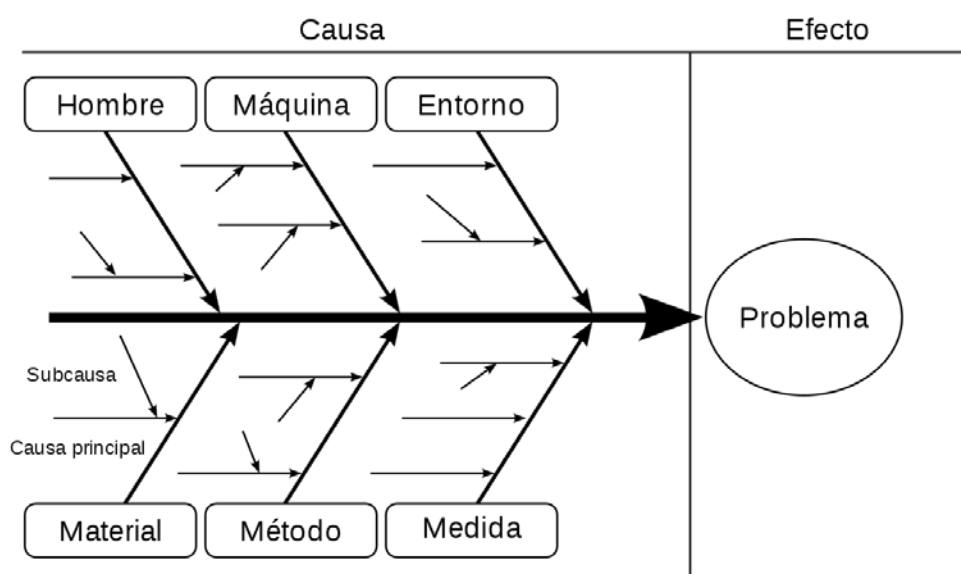 Causa
Efecto
Hombre
Máquina
Entorno
Problema
Subcausa
Causa principal
Material
Método
Medida